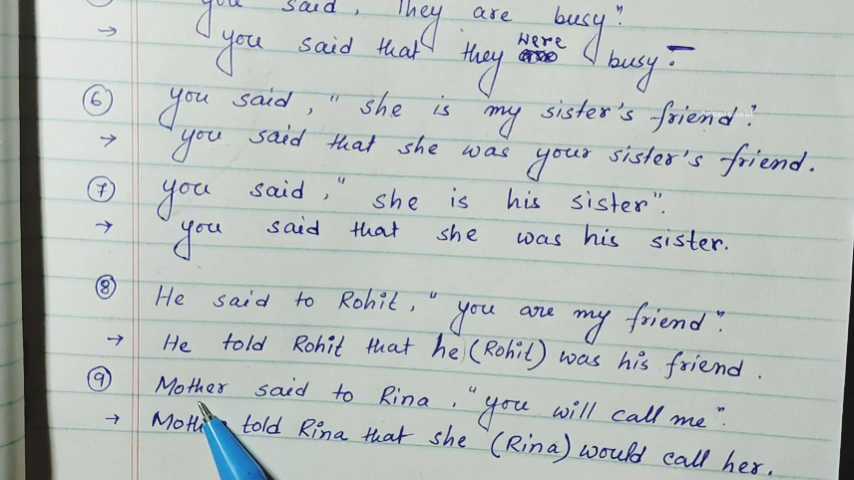 you said, "They are busy".
→ you said that they were busy.
⑥ you said, " she is my sister's friend".
→ you said that she was your sister's friend.
⑦ you said, " she is his sister".
→ you said that she was his sister.
⑧ He said to Rohit, " you are my friend".
→ He told Rohit that he (Rohit) was his friend.
⑨ Mother said to Rina, "you will call me".
→ told Rina that she (Rina) would call her.